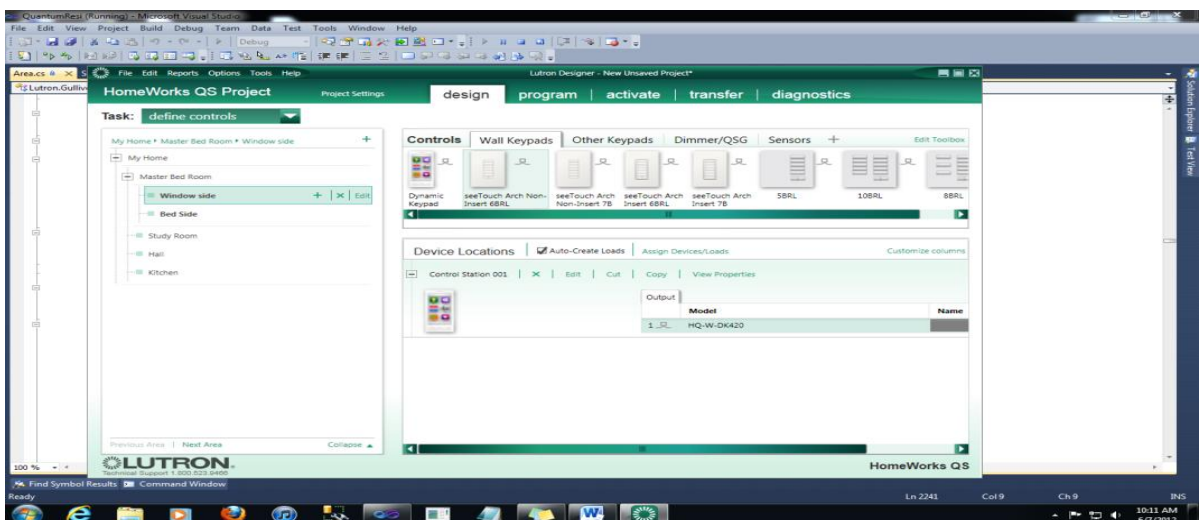 QuantumResi (Running) - Microsoft Visual Studio
File Edit View Project Build Debug Team Data Test Tools Window Help
Debug
Area.cs
File Edit Reports Options Tools Help
Lutron Designer - New Unsaved Project*
Lutron.Gulliv
Solution Explorer
Test View
HomeWorks QS Project
Project Settings
design program | activate | transfer | diagnostics
Task: define controls
My Home Master Bed Room Window side +
My Home
Master Bed Room
Window side + | X | Edit
Bed Side
Study Room
Hall
Kitchen
Controls Wall Keypads Other Keypads Dimmer/QSG Sensors + Edit Toolbox
Dynamic Keypad
seeTouch Arch Non-Insert 6BRL
seeTouch Arch Non-Insert 7B
seeTouch Arch Insert 6BRL
seeTouch Arch Insert 7B
5BRL
10BRL
8BRL
Device Locations | Auto-Create Loads | Assign Devices/Loads Customize columns
Control Station 001 | X | Edit | Cut | Copy | View Properties
Output
Model Name
1 HQ-W-DK420
Previous Area | Next Area Collapse
LUTRON
Technical Support 1.800.523.9466
HomeWorks QS
100 %
Find Symbol Results Command Window
Ready Ln 2241 Col 9 Ch 9 INS
10:11 AM
6/7/2012